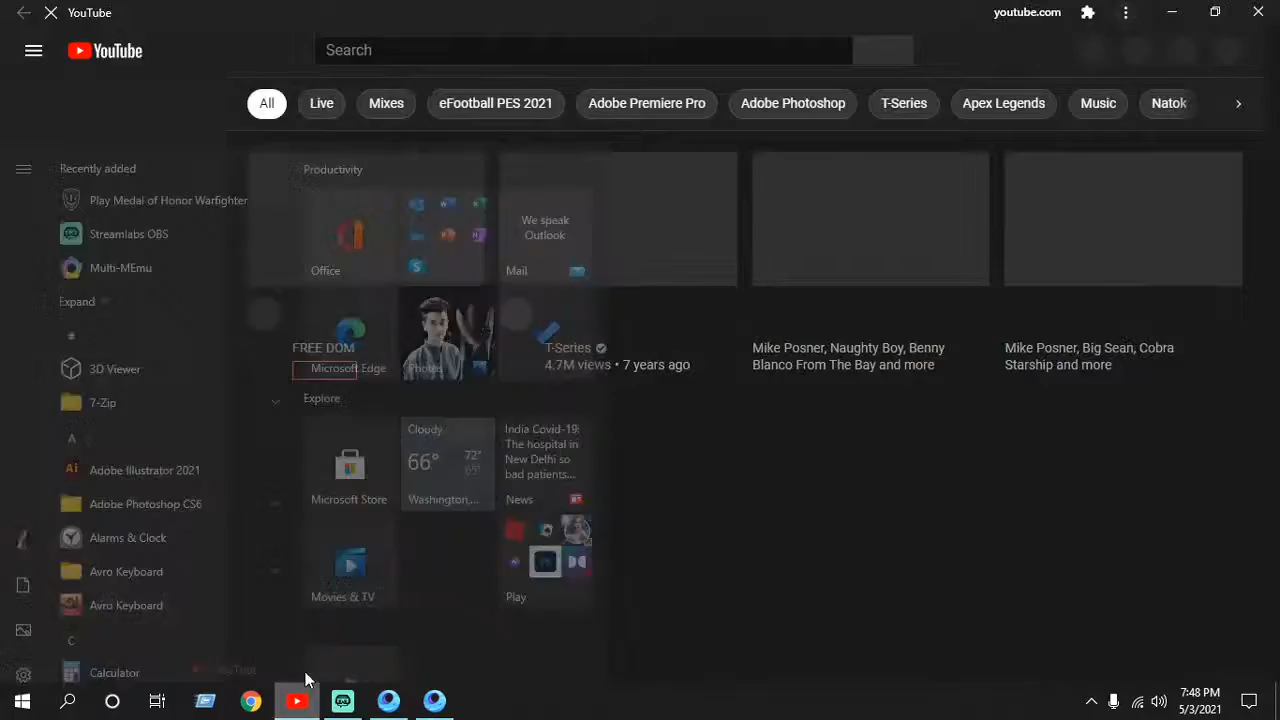 YouTube
youtube.com
YouTube
Search
All
Live
Mixes
eFootball PES 2021
Adobe Premiere Pro
Adobe Photoshop
T-Series
Apex Legends
Music
Natok
Recently added
Play Medal of Honor Warfighter
Streamlabs OBS
Multi-MEmu
Expand
#
3D Viewer
7-Zip
A
Adobe Illustrator 2021
Adobe Photoshop CS6
Alarms & Clock
Avro Keyboard
Avro Keyboard
C
Calculator
Productivity
Office
We speak
Outlook
Mail
Microsoft Edge
Photos
Explore
Microsoft Store
Cloudy
66°
72°
65°
Washington,...
India Covid-19:
The hospital in
New Delhi so
bad patients...
News
Movies & TV
Play
FREE DOM
T-Series
4.7M views • 7 years ago
Mike Posner, Naughty Boy, Benny
Blanco From The Bay and more
Mike Posner, Big Sean, Cobra
Starship and more
YouTube
7:48 PM
5/3/2021